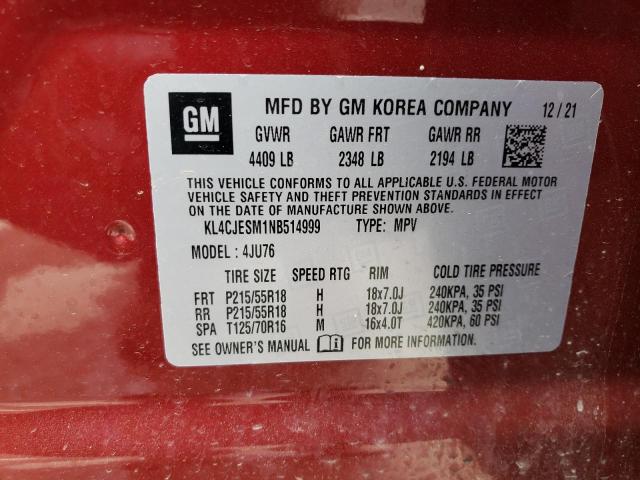 GM MFD BY GM KOREA COMPANY 12/21
GVWR GAWR FRT GAWR RR
4409 LB 2348 LB 2194 LB
THIS VEHICLE CONFORMS TO ALL APPLICABLE U.S. FEDERAL MOTOR
VEHICLE SAFETY AND THEFT PREVENTION STANDARDS IN EFFECT
ON THE DATE OF MANUFACTURE SHOWN ABOVE.
KL4CJESM1NB514999 TYPE: MPV
MODEL : 4JU76
TIRE SIZE SPEED RTG RIM COLD TIRE PRESSURE
FRT P215/55R18 H 18x7.0J 240KPA, 35 PSI
RR P215/55R18 H 18x7.0J 240KPA, 35 PSI
SPA T125/70R16 M 16x4.0T 420KPA, 60 PSI
SEE OWNER'S MANUAL FOR MORE INFORMATION.